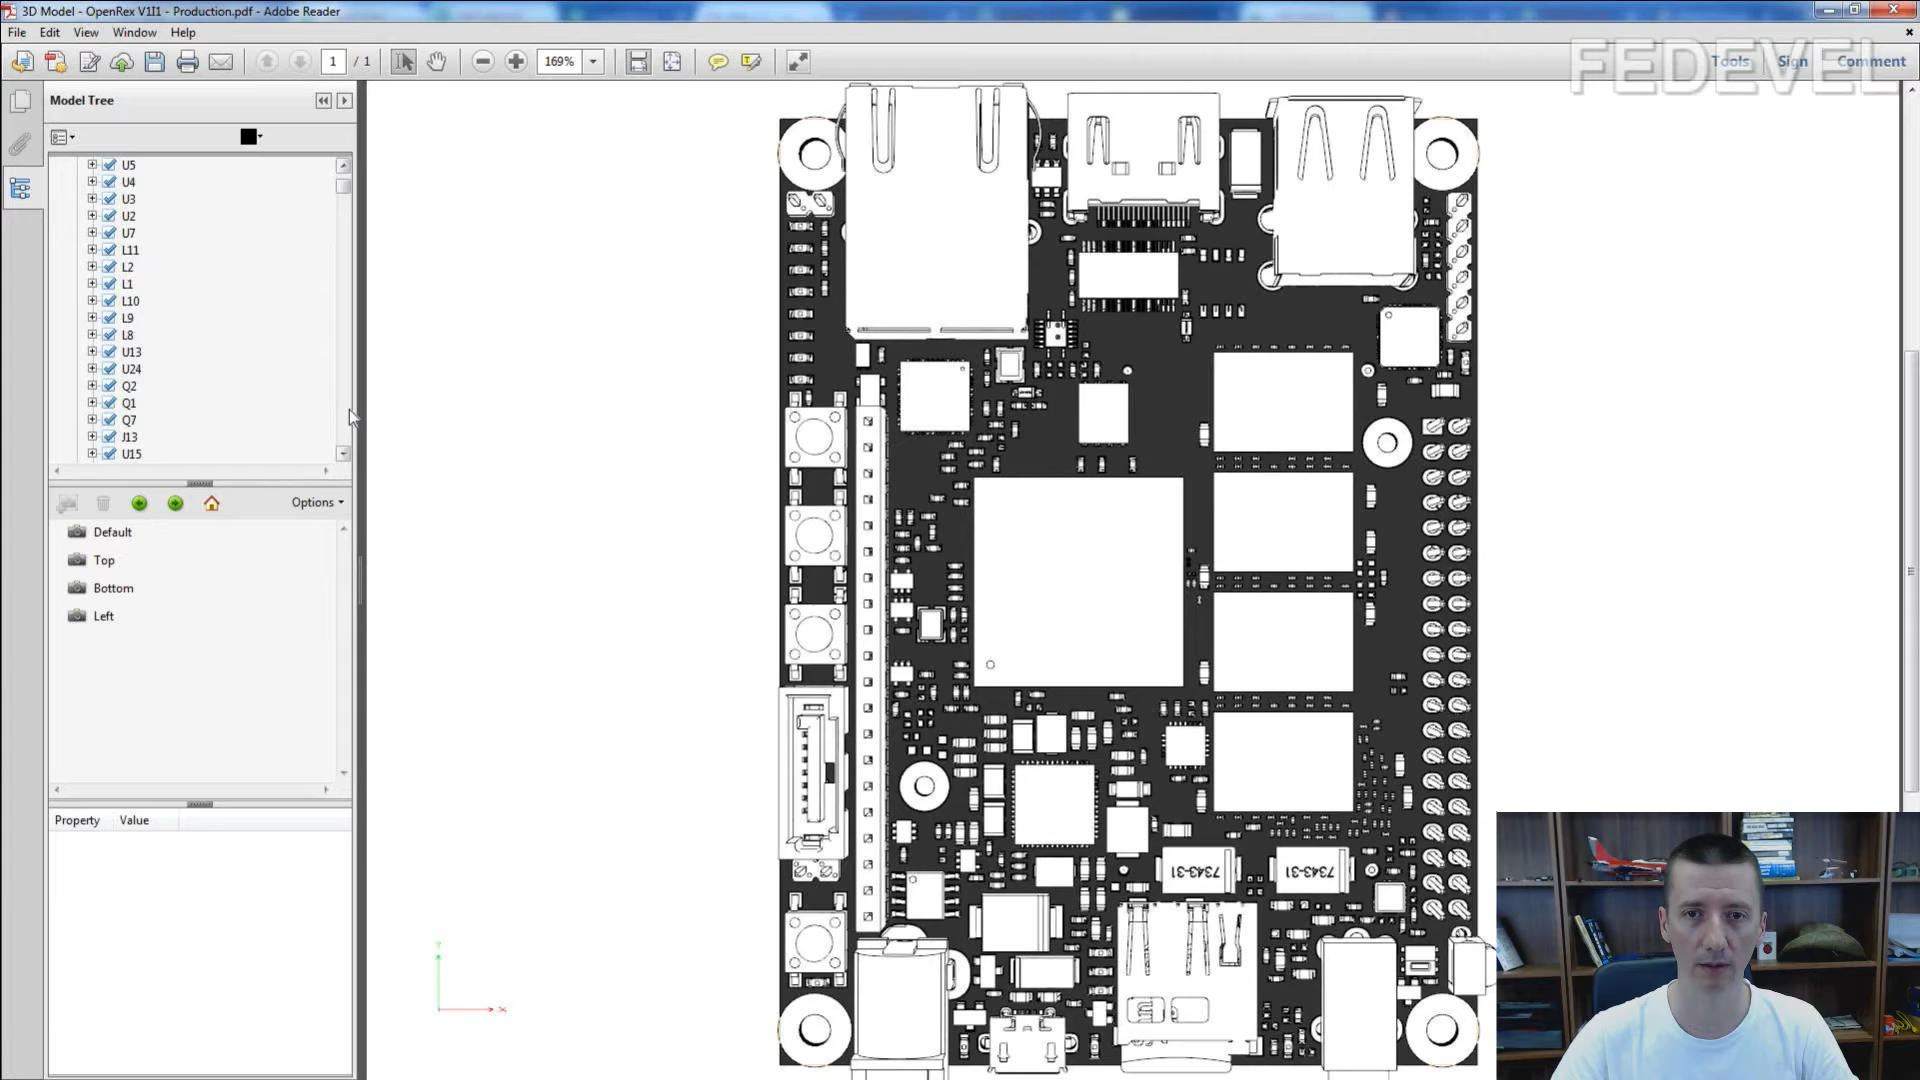 3D Model - OpenRex V1I1 - Production.pdf - Adobe Reader
File Edit View Window Help
1 / 1 169% Tools Sign Comment
FEDEVEL
Model Tree
U5
U4
U3
U2
U7
L11
L2
L1
L10
L9
L8
U13
U24
Q2
Q1
Q7
J13
U15
Options
Default
Top
Bottom
Left
Property Value
7343-31 7343-31
Y
X